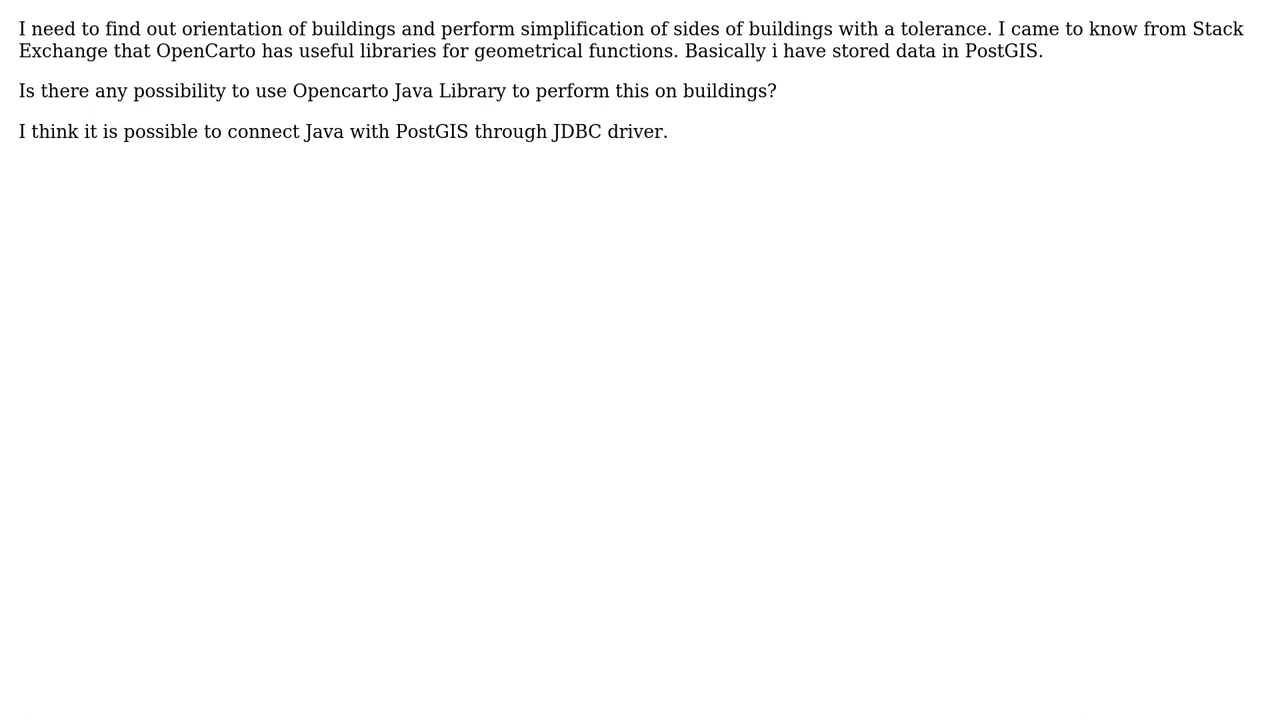 I need to find out orientation of buildings and perform simplification of sides of buildings with a tolerance. I came to know from Stack
Exchange that OpenCarto has useful libraries for geometrical functions. Basically i have stored data in PostGIS.
Is there any possibility to use Opencarto Java Library to perform this on buildings?
I think it is possible to connect Java with PostGIS through JDBC driver.